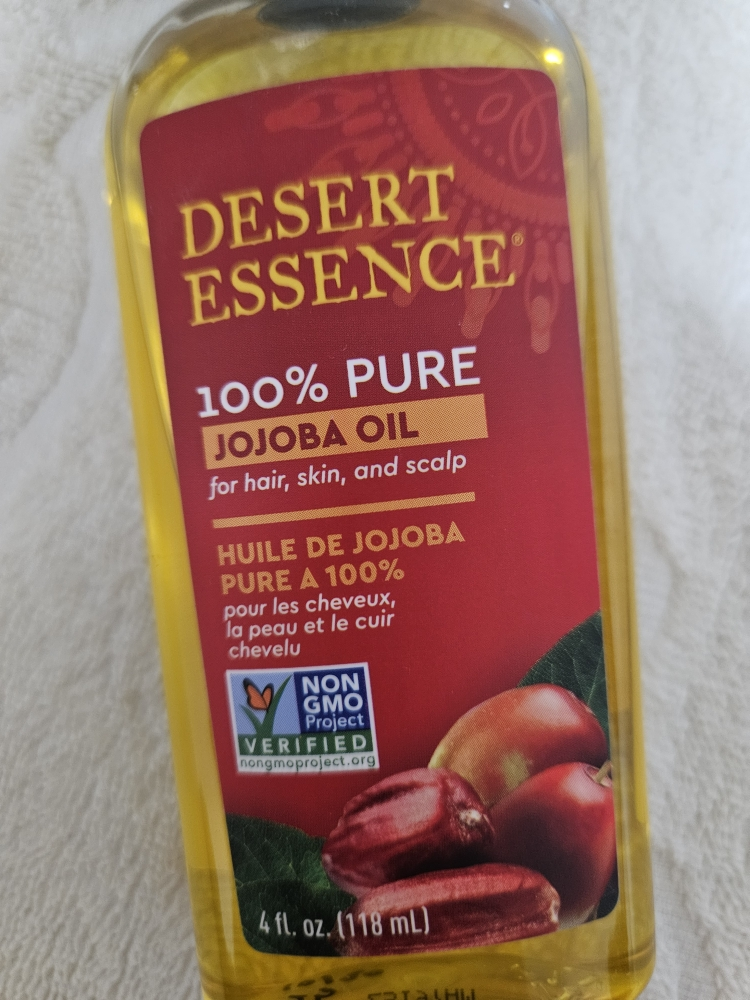 DESERT
ESSENCE®
100% PURE
JOJOBA OIL
for hair, skin, and scalp
HUILE DE JOJOBA
PURE A 100%
pour les cheveux,
la peau et le cuir
chevelu
NON
GMO
Project
VERIFIED
nongmoproject.org
4 fl. oz. (118 mL)